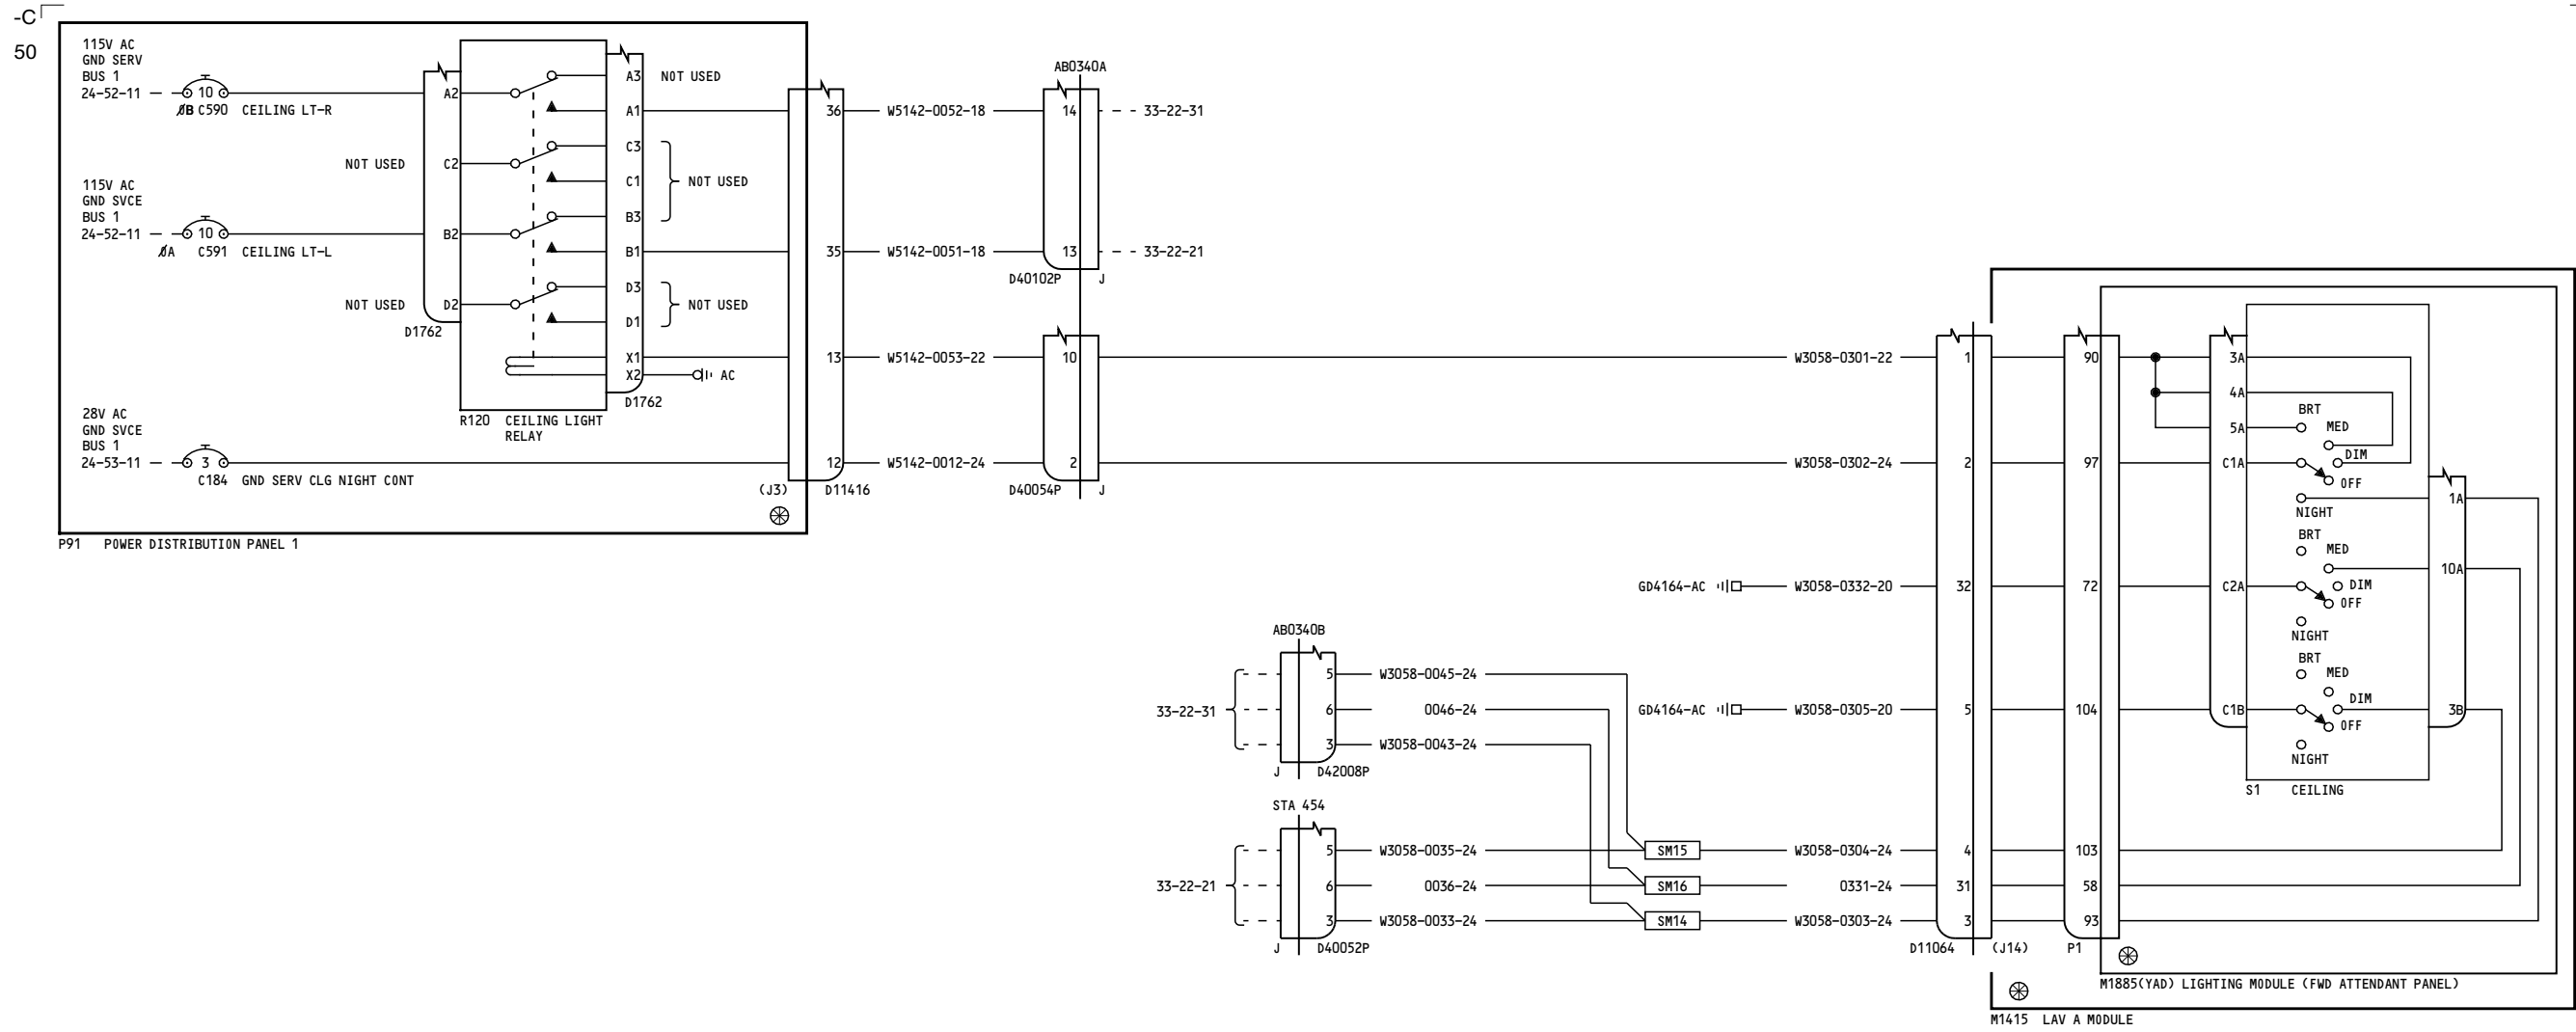 -C
50
115V AC
GND SERV
BUS 1
24-52-11
10
ØB C590 CEILING LT-R
115V AC
GND SVCE
BUS 1
24-52-11
10
ØA C591 CEILING LT-L
28V AC
GND SVCE
BUS 1
24-53-11
3
C184 GND SERV CLG NIGHT CONT
NOT USED
NOT USED
A2
C2
B2
D2
D1762
A3 NOT USED
A1
C3
C1 NOT USED
B3
B1
D3
NOT USED
D1
X1
X2 AC
D1762
R120 CEILING LIGHT
RELAY
36
35
13
12
(J3) D11416
P91 POWER DISTRIBUTION PANEL 1
W5142-0052-18
W5142-0051-18
W5142-0053-22
W5142-0012-24
AB0340A
14 33-22-31
13 33-22-21
D40102P J
10
2
D40054P J
W3058-0301-22
W3058-0302-24
GD4164-AC W3058-0332-20
GD4164-AC W3058-0305-20
AB0340B
33-22-31
5 W3058-0045-24
6 0046-24
3 W3058-0043-24
J D42008P
STA 454
33-22-21
5 W3058-0035-24
6 0036-24
3 W3058-0033-24
J D40052P
SM15 W3058-0304-24
SM16 0331-24
SM14 W3058-0303-24
1
2
32
5
4
31
3
D11064 (J14)
90
97
72
104
103
58
93
P1
3A
4A
5A
C1A
C2A
C1B
BRT
MED
DIM
OFF
NIGHT
BRT
MED
DIM
OFF
NIGHT
BRT
MED
DIM
OFF
NIGHT
1A
10A
3B
S1 CEILING
M1885(YAD) LIGHTING MODULE (FWD ATTENDANT PANEL)
M1415 LAV A MODULE